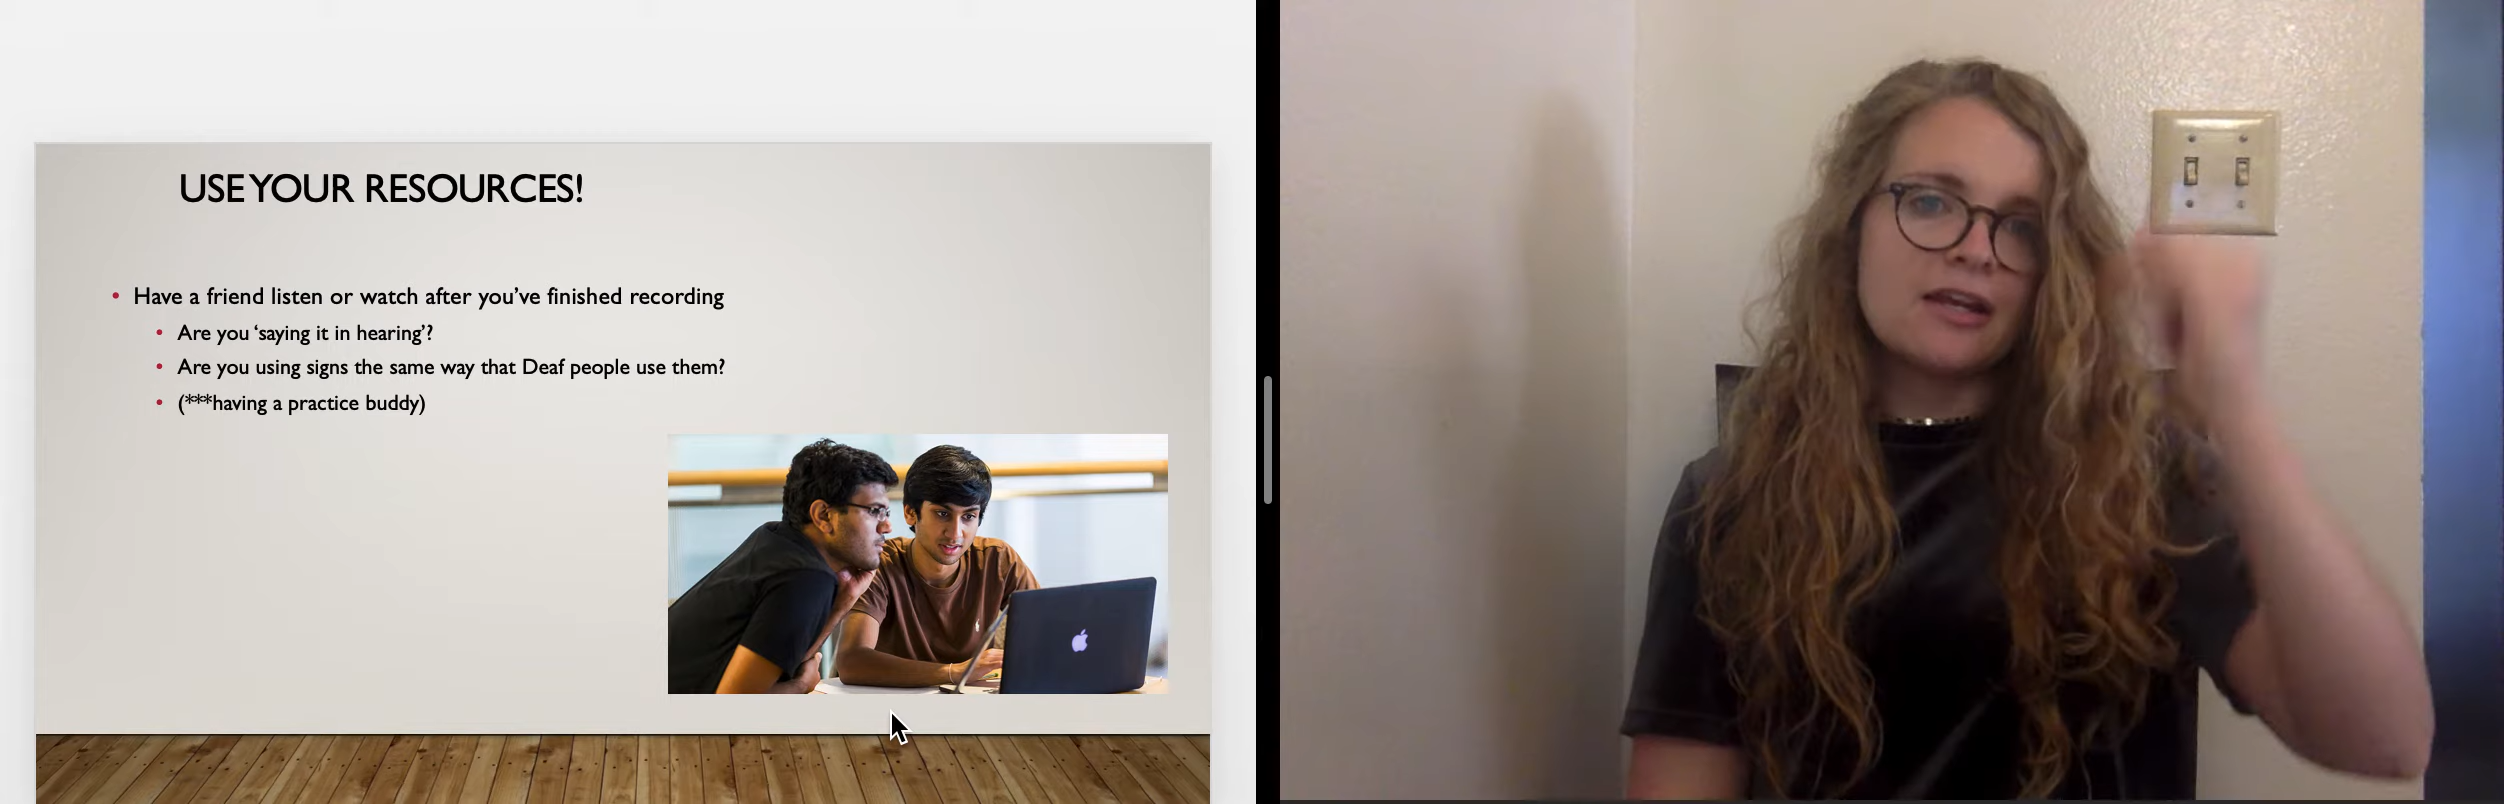 USE YOUR RESOURCES!
• Have a friend listen or watch after you've finished recording
• Are you 'saying it in hearing'?
• Are you using signs the same way that Deaf people use them?
• (***having a practice buddy)